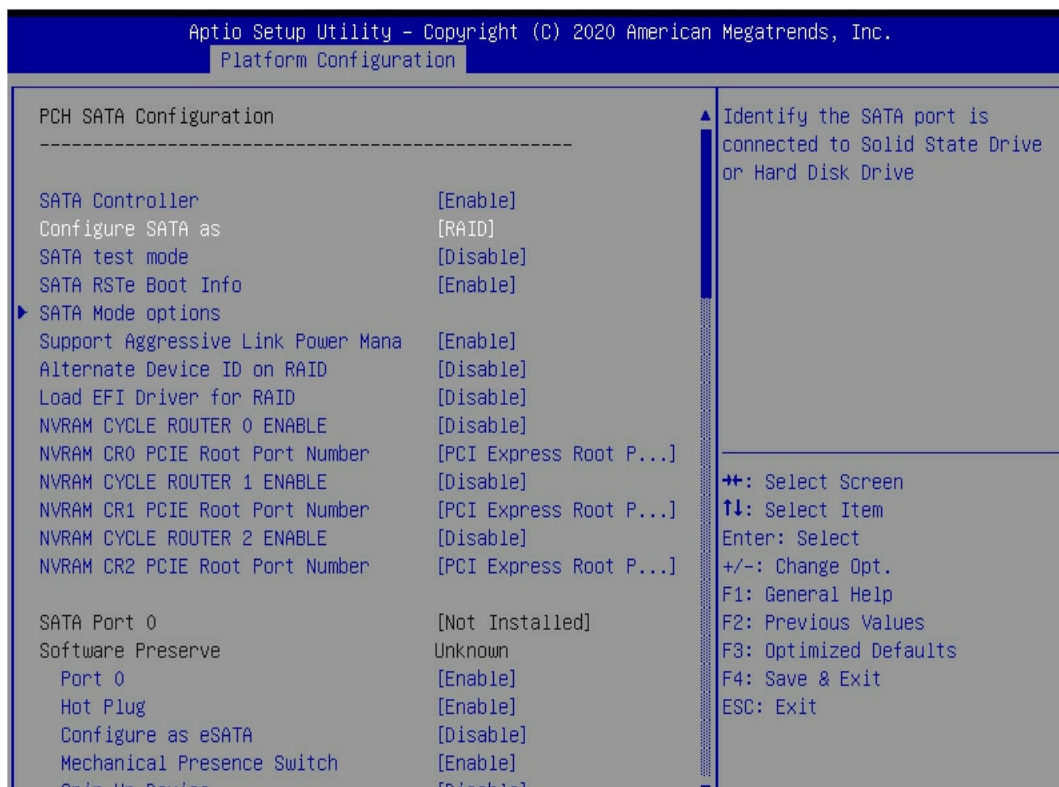 Aptio Setup Utility – Copyright (C) 2020 American Megatrends, Inc.
Platform Configuration
PCH SATA Configuration
--------------------------------------------------
SATA Controller [Enable]
Configure SATA as [RAID]
SATA test mode [Disable]
SATA RSTe Boot Info [Enable]
SATA Mode options
Support Aggressive Link Power Mana [Enable]
Alternate Device ID on RAID [Disable]
Load EFI Driver for RAID [Disable]
NVRAM CYCLE ROUTER 0 ENABLE [Disable]
NVRAM CR0 PCIE Root Port Number [PCI Express Root P...]
NVRAM CYCLE ROUTER 1 ENABLE [Disable]
NVRAM CR1 PCIE Root Port Number [PCI Express Root P...]
NVRAM CYCLE ROUTER 2 ENABLE [Disable]
NVRAM CR2 PCIE Root Port Number [PCI Express Root P...]
SATA Port 0 [Not Installed]
Software Preserve Unknown
Port 0 [Enable]
Hot Plug [Enable]
Configure as eSATA [Disable]
Mechanical Presence Switch [Enable]
Identify the SATA port is
connected to Solid State Drive
or Hard Disk Drive
→←: Select Screen
↑↓: Select Item
Enter: Select
+/-: Change Opt.
F1: General Help
F2: Previous Values
F3: Optimized Defaults
F4: Save & Exit
ESC: Exit